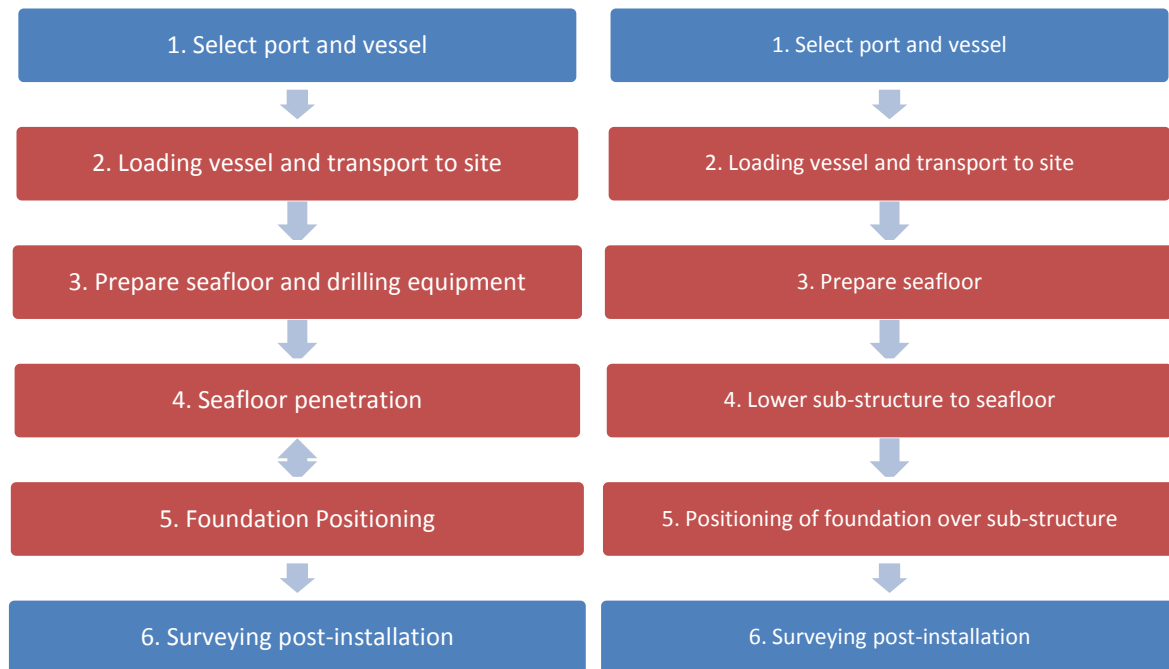 1. Select port and vessel
2. Loading vessel and transport to site
3. Prepare seafloor and drilling equipment
4. Seafloor penetration
5. Foundation Positioning
6. Surveying post-installation
1. Select port and vessel
2. Loading vessel and transport to site
3. Prepare seafloor
4. Lower sub-structure to seafloor
5. Positioning of foundation over sub-structure
6. Surveying post-installation